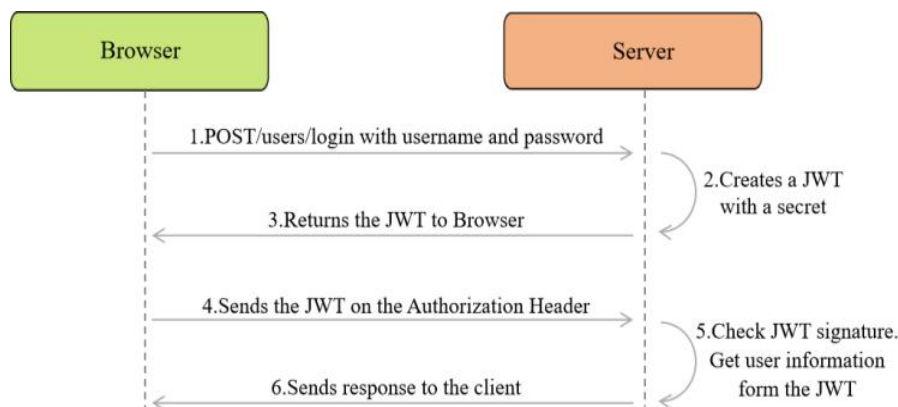 Browser
Server
1.POST/users/login with username and password
2.Creates a JWT
with a secret
3.Returns the JWT to Browser
4.Sends the JWT on the Authorization Header
5.Check JWT signature.
Get user information
form the JWT
6.Sends response to the client